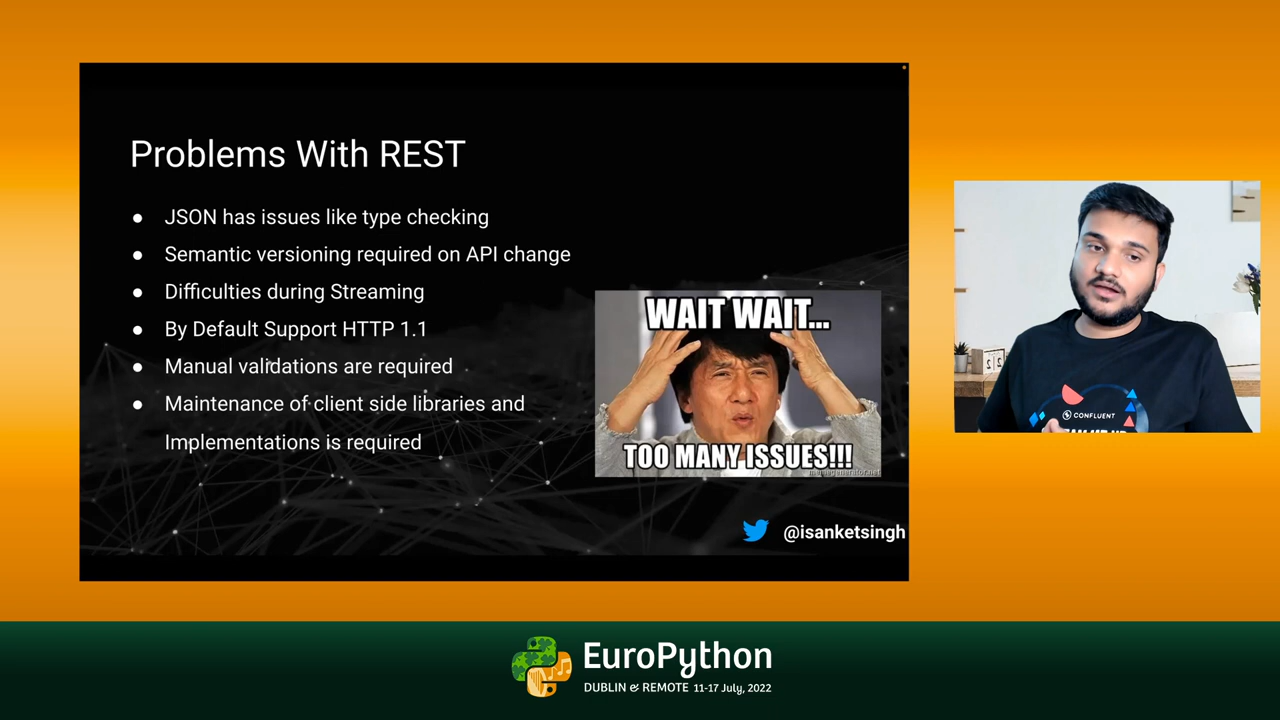 Problems With REST
● JSON has issues like type checking
● Semantic versioning required on API change
● Difficulties during Streaming
● By Default Support HTTP 1.1
● Manual validations are required
● Maintenance of client side libraries and
Implementations is required
WAIT WAIT...
TOO MANY ISSUES!!!
memegenerator.net
@isanketsingh
CONFLUENT
EuroPython
DUBLIN & REMOTE 11-17 July, 2022